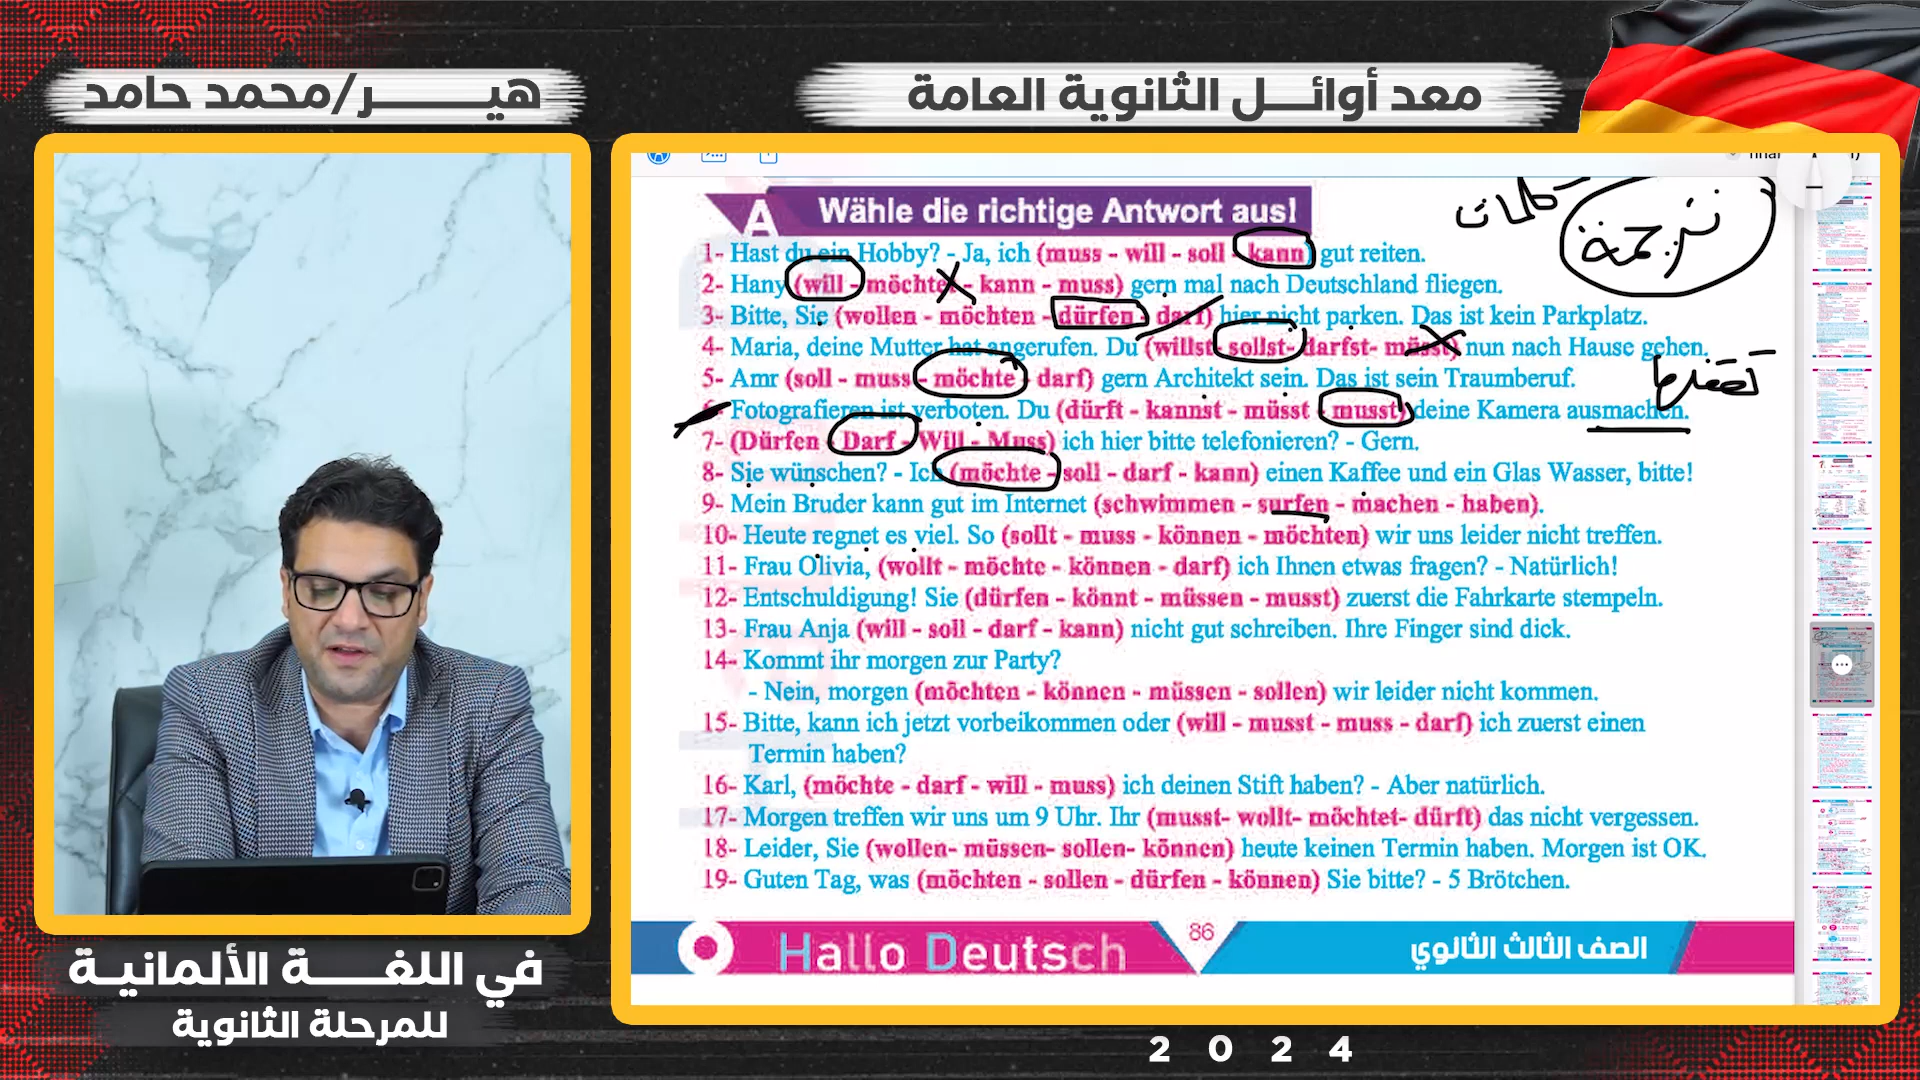 هيـــــر/محمد حامد
معد أوائـــل الثانوية العامة
A Wähle die richtige Antwort aus!
كلمات
ترجمة
1- Hast du ein Hobby? - Ja, ich (muss - will - soll - kann) gut reiten.
2- Hany (will - möchte - kann - muss) gern mal nach Deutschland fliegen.
3- Bitte, Sie (wollen - möchten - dürfen - darf) hier nicht parken. Das ist kein Parkplatz.
4- Maria, deine Mutter hat angerufen. Du (willst- sollst- darfst- müsst) nun nach Hause gehen.
5- Amr (soll - muss - möchte - darf) gern Architekt sein. Das ist sein Traumberuf.
6- Fotografieren ist verboten. Du (dürft - kannst - müsst - musst) deine Kamera ausmachen.
7- (Dürfen - Darf - Will - Muss) ich hier bitte telefonieren? - Gern.
8- Sie wünschen? - Ich (möchte - soll - darf - kann) einen Kaffee und ein Glas Wasser, bitte!
9- Mein Bruder kann gut im Internet (schwimmen - surfen - machen - haben).
10- Heute regnet es viel. So (sollt - muss - können - möchten) wir uns leider nicht treffen.
11- Frau Olivia, (wollt - möchte - können - darf) ich Ihnen etwas fragen? - Natürlich!
12- Entschuldigung! Sie (dürfen - könnt - müssen - musst) zuerst die Fahrkarte stempeln.
13- Frau Anja (will - soll - darf - kann) nicht gut schreiben. Ihre Finger sind dick.
14- Kommt ihr morgen zur Party?
- Nein, morgen (möchten - können - müssen - sollen) wir leider nicht kommen.
15- Bitte, kann ich jetzt vorbeikommen oder (will - musst - muss - darf) ich zuerst einen
Termin haben?
16- Karl, (möchte - darf - will - muss) ich deinen Stift haben? - Aber natürlich.
17- Morgen treffen wir uns um 9 Uhr. Ihr (musst- wollt- möchtet- dürft) das nicht vergessen.
18- Leider, Sie (wollen- müssen- sollen- können) heute keinen Termin haben. Morgen ist OK.
19- Guten Tag, was (möchten - sollen - dürfen - können) Sie bitte? - 5 Brötchen.
Hallo Deutsch
86
الصف الثالث الثانوي
في اللغـــــة الألمانيـة
للمرحلة الثانوية
2024